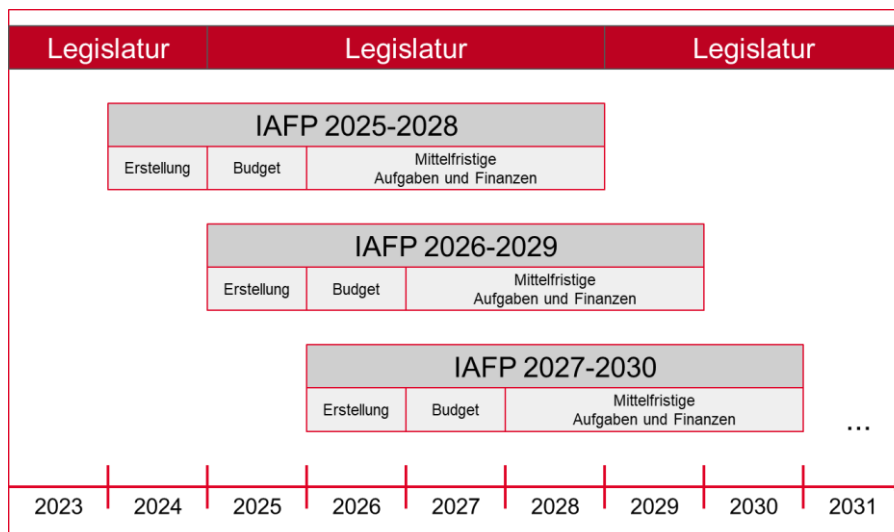 Legislatur Legislatur Legislatur
IAFP 2025-2028
Erstellung Budget Mittelfristige
Aufgaben und Finanzen
IAFP 2026-2029
Erstellung Budget Mittelfristige
Aufgaben und Finanzen
IAFP 2027-2030
Erstellung Budget Mittelfristige
Aufgaben und Finanzen
...
2023 2024 2025 2026 2027 2028 2029 2030 2031